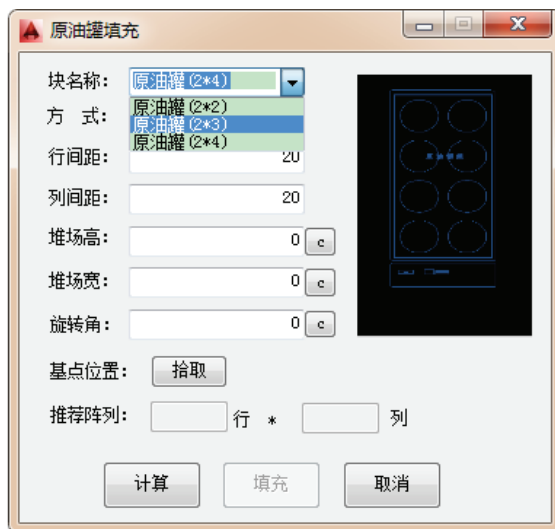 原油罐填充
块名称： 原油罐(2*4)
原油罐(2*2)
方 式：
原油罐(2*3)
原油罐(2*4)
行间距： 20
列间距： 20
堆场高： 0 c
堆场宽： 0 c
旋转角： 0 c
基点位置： 拾取
推荐阵列： 行 * 列
计算 填充 取消